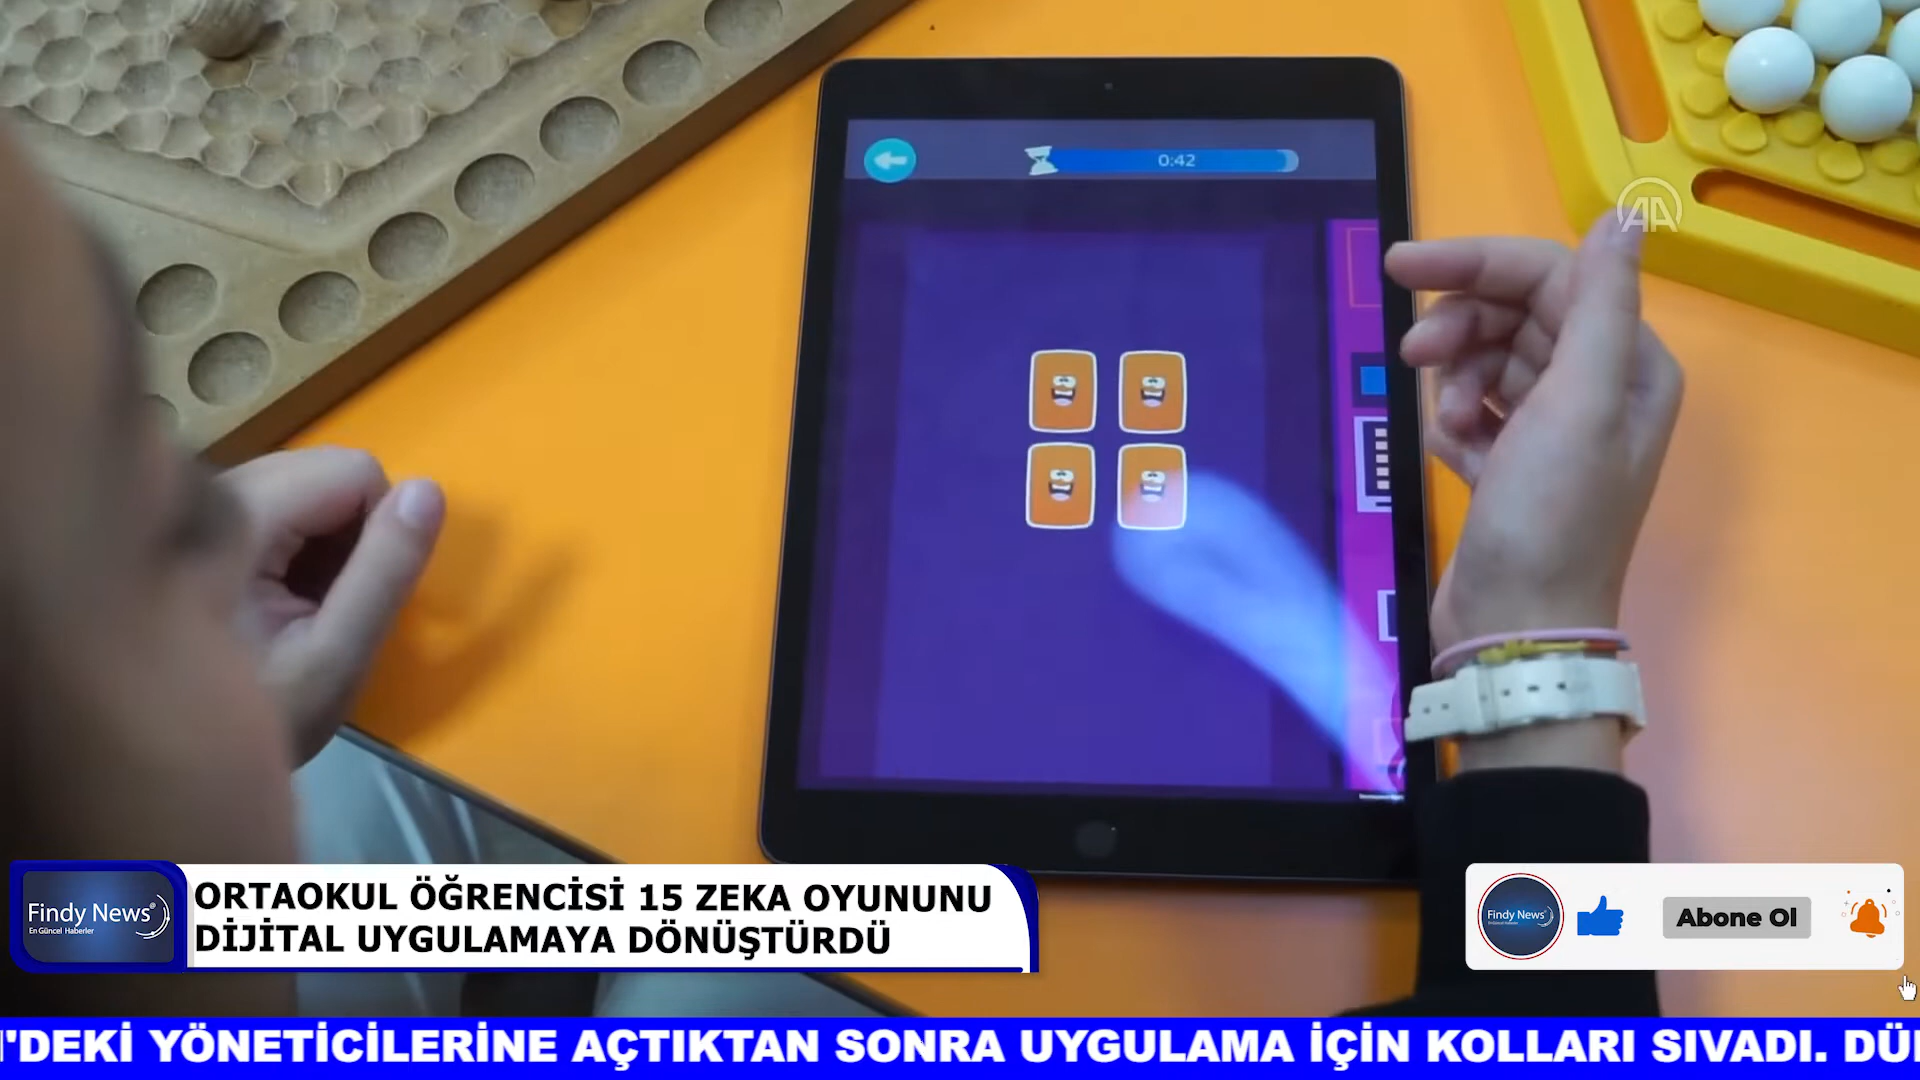 0:42
AA
Findy News
En Güncel Haberler
ORTAOKUL ÖĞRENCİSİ 15 ZEKA OYUNUNU
DİJİTAL UYGULAMAYA DÖNÜŞTÜRDÜ
Findy News
Abone Ol
'DEKİ YÖNETİCİLERİNE AÇTIKTAN SONRA UYGULAMA İÇİN KOLLARI SIVADI.